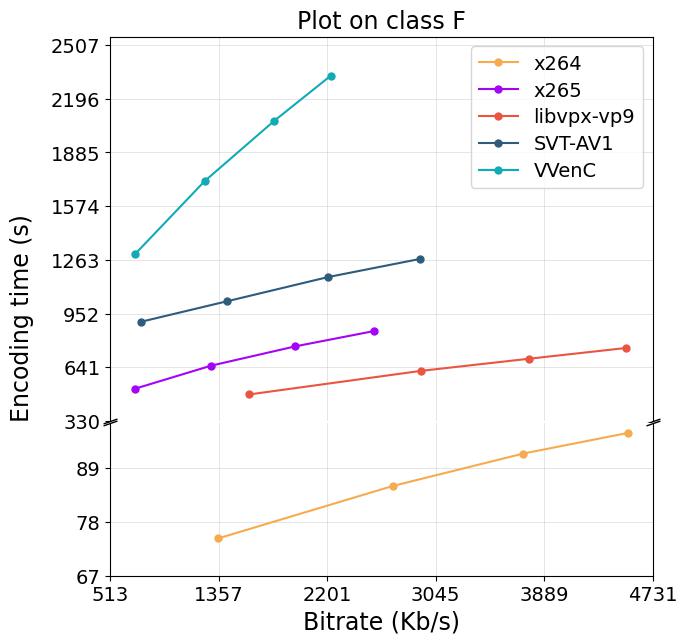 Plot on class F
2507
2196
1885
1574
1263
952
641
330
89
78
67
Encoding time (s)
x264
x265
libvpx-vp9
SVT-AV1
VVenC
513 1357 2201 3045 3889 4731
Bitrate (Kb/s)